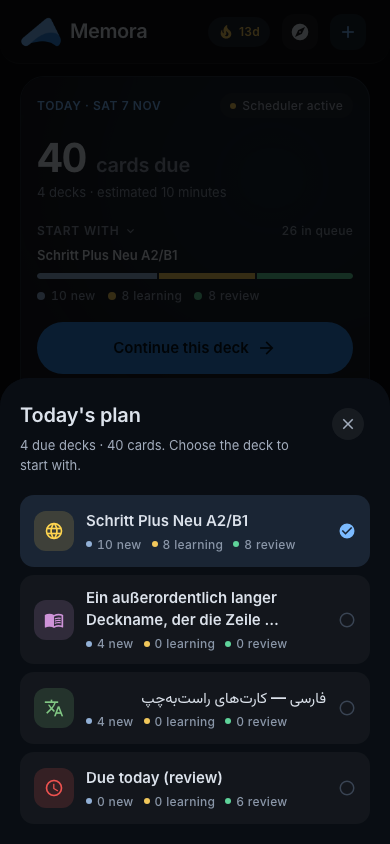 Memora
13d
TODAY · SAT 7 NOV
Scheduler active
40 cards due
4 decks · estimated 10 minutes
START WITH
26 in queue
Schritt Plus Neu A2/B1
10 new
8 learning
8 review
Continue this deck
Today's plan
4 due decks · 40 cards. Choose the deck to
start with.
Schritt Plus Neu A2/B1
10 new
8 learning
8 review
Ein außerordentlich langer
Deckname, der die Zeile ...
4 new
0 learning
0 review
فارسی — کارت‌های راست‌به‌چپ
4 new
0 learning
0 review
Due today (review)
0 new
0 learning
6 review